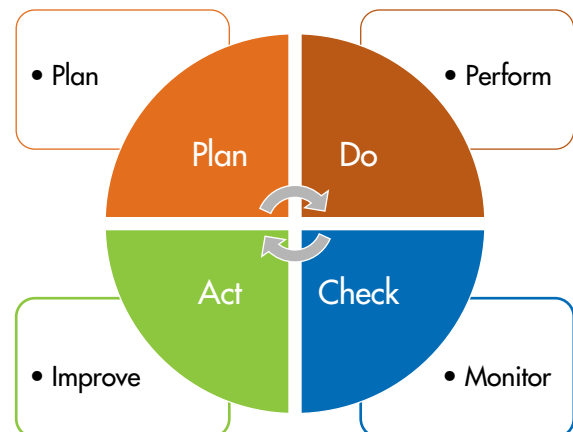 • Plan
• Perform
Plan
Do
Act
Check
• Improve
• Monitor